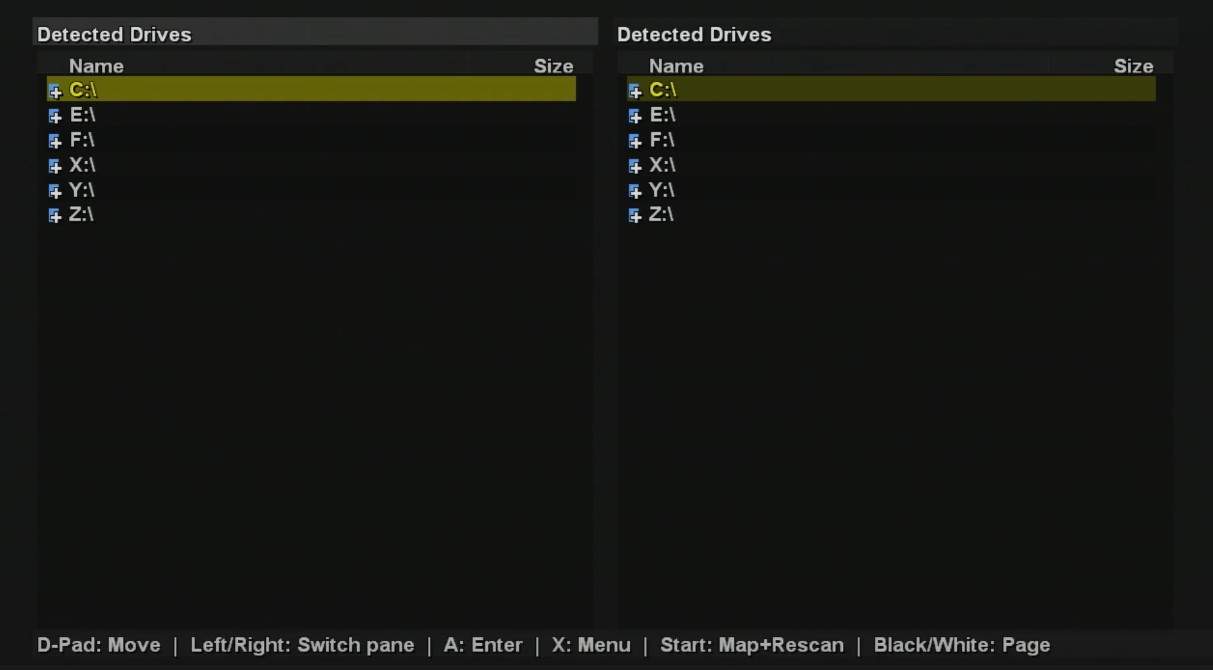 Detected Drives
Name Size
C:\
E:\
F:\
X:\
Y:\
Z:\
Detected Drives
Name Size
C:\
E:\
F:\
X:\
Y:\
Z:\
D-Pad: Move | Left/Right: Switch pane | A: Enter | X: Menu | Start: Map+Rescan | Black/White: Page